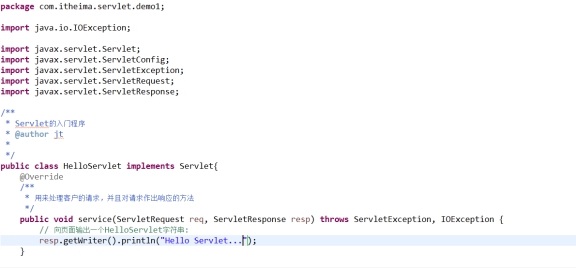 package com.itheima.servlet.demo1;
import java.io.IOException;
import javax.servlet.Servlet;
import javax.servlet.ServletConfig;
import javax.servlet.ServletException;
import javax.servlet.ServletRequest;
import javax.servlet.ServletResponse;
/**
* Servlet的入门程序
* @author jt
*
*/
public class HelloServlet implements Servlet{
@Override
/**
* 用来处理客户的请求，并且对请求作出响应的方法
*/
public void service(ServletRequest req, ServletResponse resp) throws ServletException, IOException {
// 向页面输出一个HelloServlet字符串:
resp.getWriter().println("Hello Servlet...");
}